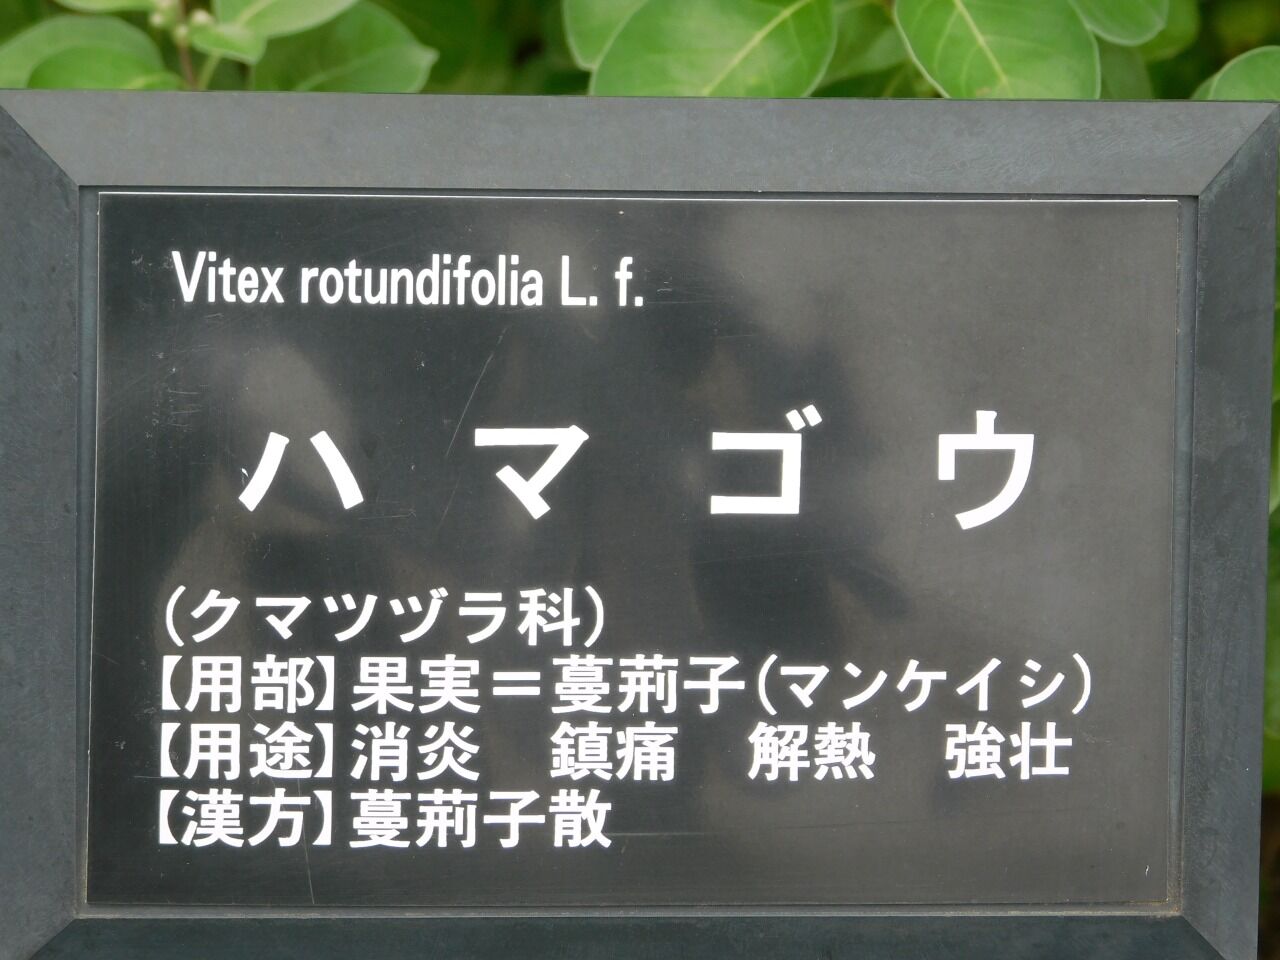 Vitex rotundifolia L. f.
ハマゴウ
(クマツヅラ科)
【用部】果実＝蔓荊子(マンケイシ)
【用途】消炎　鎮痛　解熱　強壮
【漢方】蔓荊子散